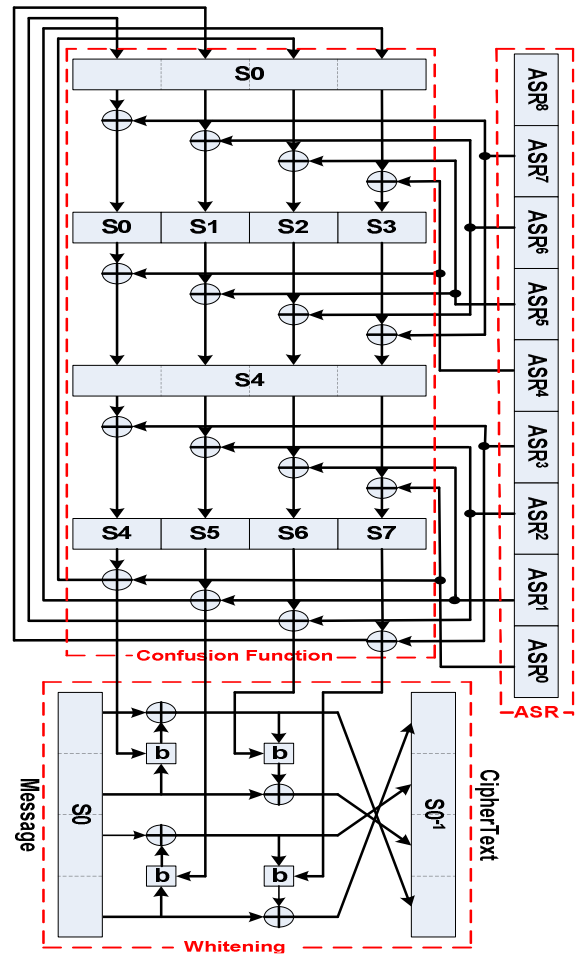 S0
ASR8
ASR7
ASR6
ASR5
ASR4
ASR3
ASR2
ASR1
ASR0
S0 S1 S2 S3
S4
S4 S5 S6 S7
Confusion Function
ASR
Message
S0
b
b
b
b
S0-1
CipherText
Whitening